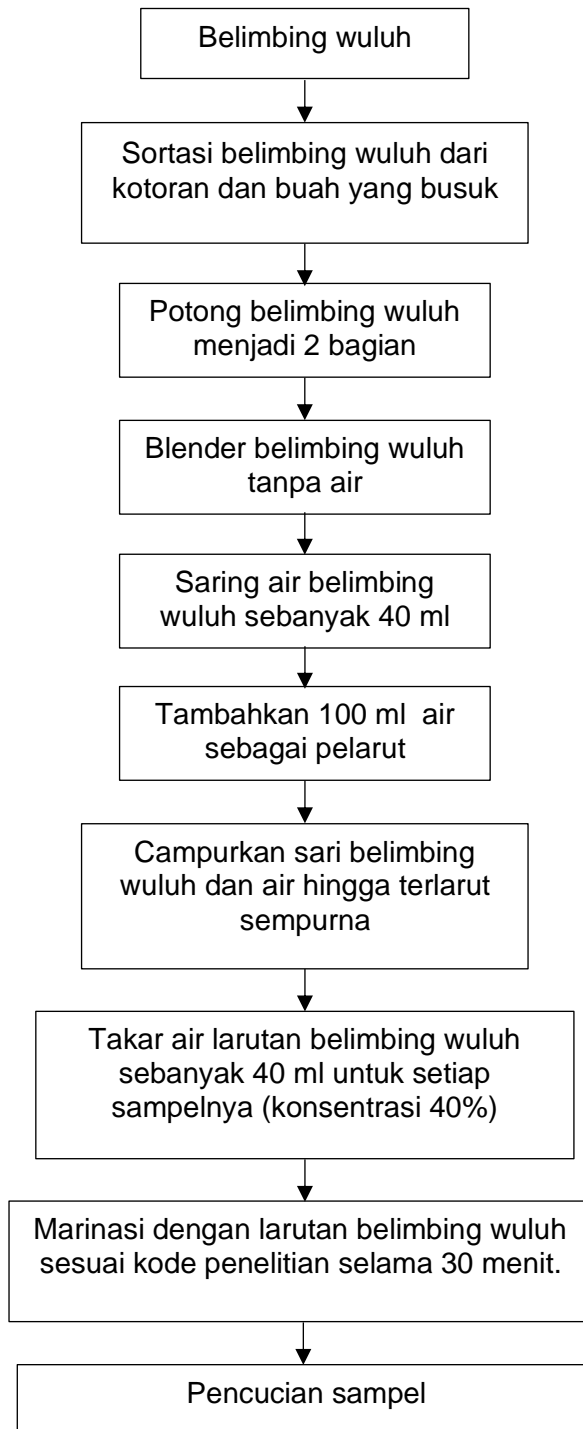 Belimbing wuluh
Sortasi belimbing wuluh dari
kotoran dan buah yang busuk
Potong belimbing wuluh
menjadi 2 bagian
Blender belimbing wuluh
tanpa air
Saring air belimbing
wuluh sebanyak 40 ml
Tambahkan 100 ml  air
sebagai pelarut
Campurkan sari belimbing
wuluh dan air hingga terlarut
sempurna
Takar air larutan belimbing wuluh
sebanyak 40 ml untuk setiap
sampelnya (konsentrasi 40%)
Marinasi dengan larutan belimbing wuluh
sesuai kode penelitian selama 30 menit.
Pencucian sampel